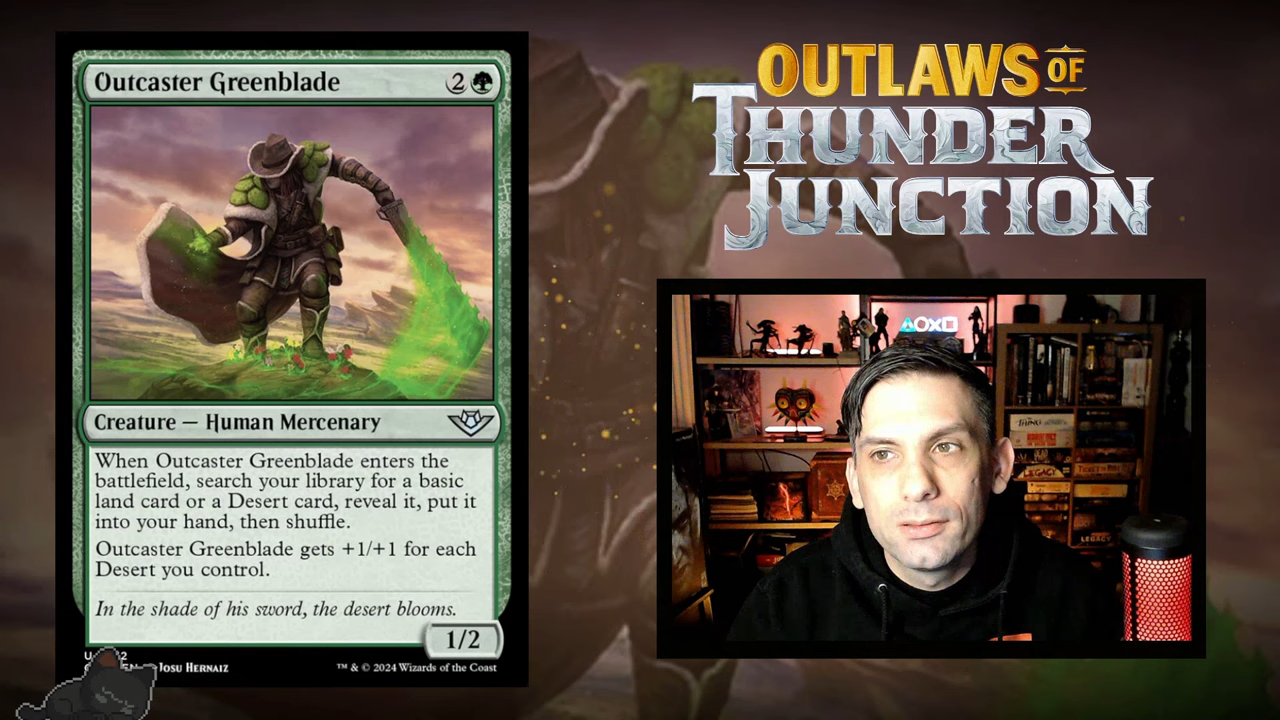 Outcaster Greenblade 2
Creature — Human Mercenary
When Outcaster Greenblade enters the
battlefield, search your library for a basic
land card or a Desert card, reveal it, put it
into your hand, then shuffle.
Outcaster Greenblade gets +1/+1 for each
Desert you control.
In the shade of his sword, the desert blooms.
1/2
Josu Hernaiz
™ & © 2024 Wizards of the Coast
OUTLAWS OF
THUNDER
JUNCTION
LEGACY
LEGACY